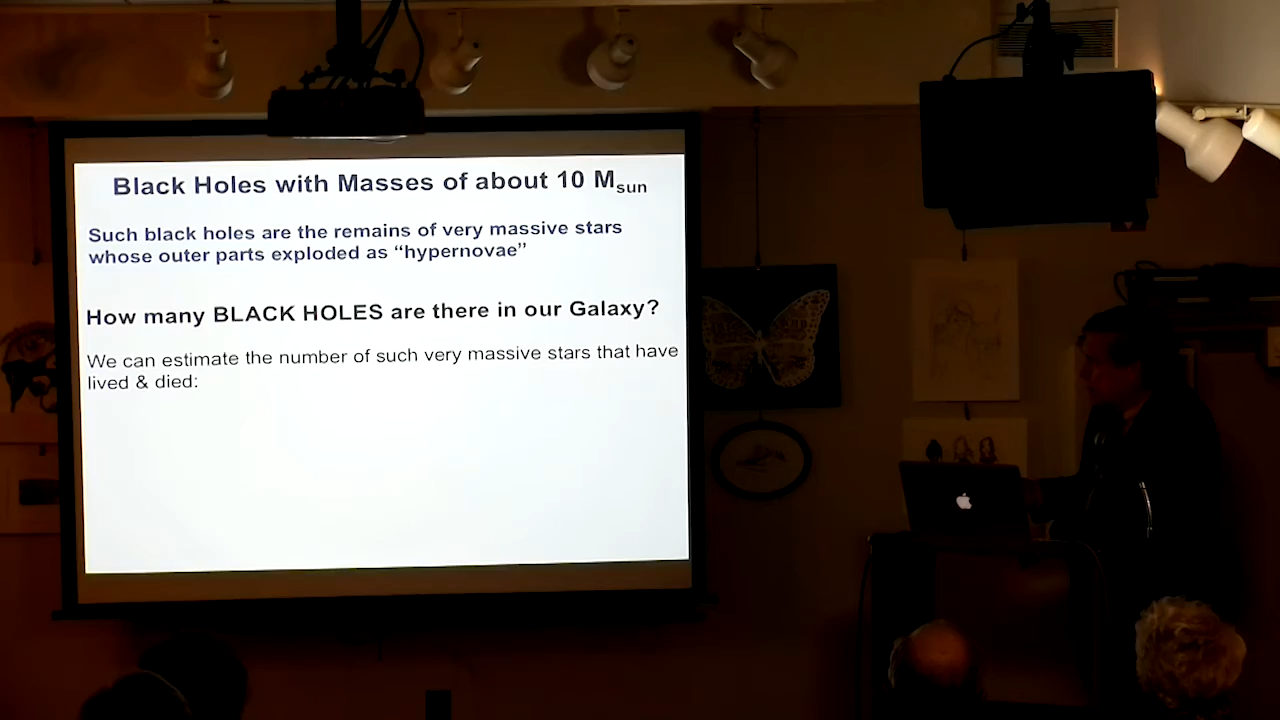 Black Holes with Masses of about 10 Msun
Such black holes are the remains of very massive stars
whose outer parts exploded as “hypernovae”
How many BLACK HOLES are there in our Galaxy?
We can estimate the number of such very massive stars that have
lived & died: